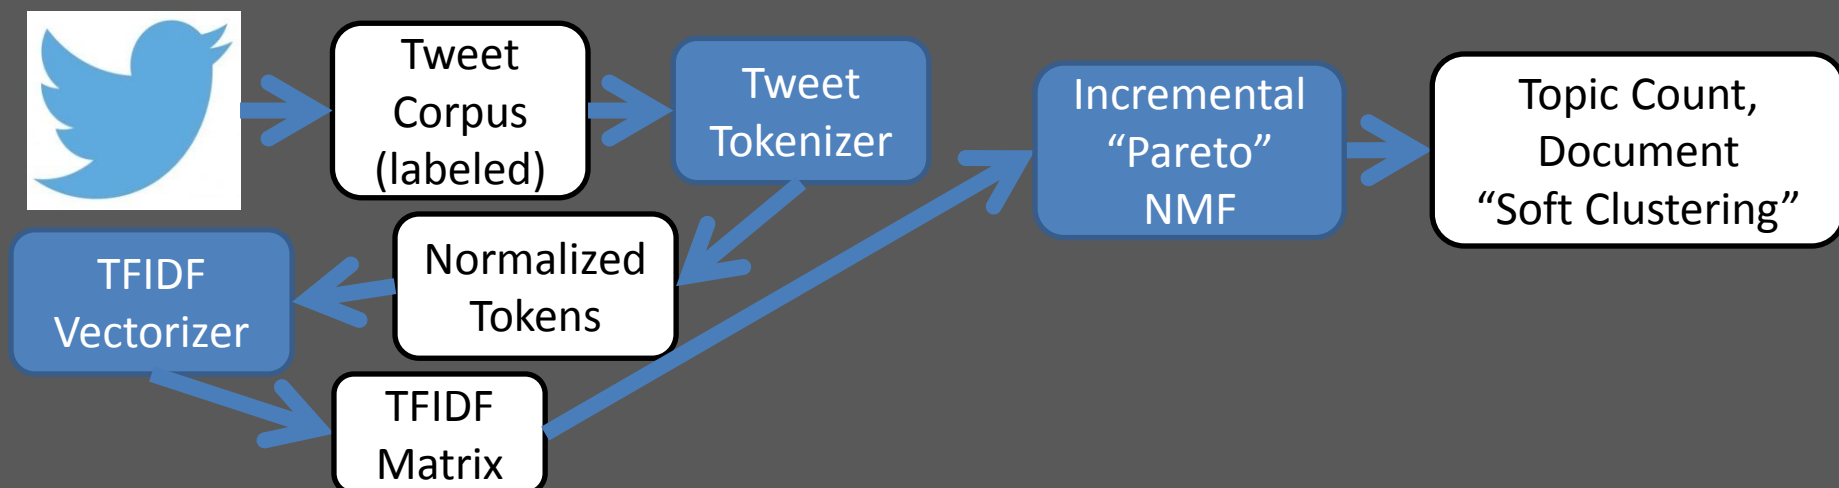 Tweet
Corpus
(labeled)
Tweet
Tokenizer
Normalized
Tokens
TFIDF
Vectorizer
TFIDF
Matrix
Incremental
“Pareto”
NMF
Topic Count,
Document
“Soft Clustering”